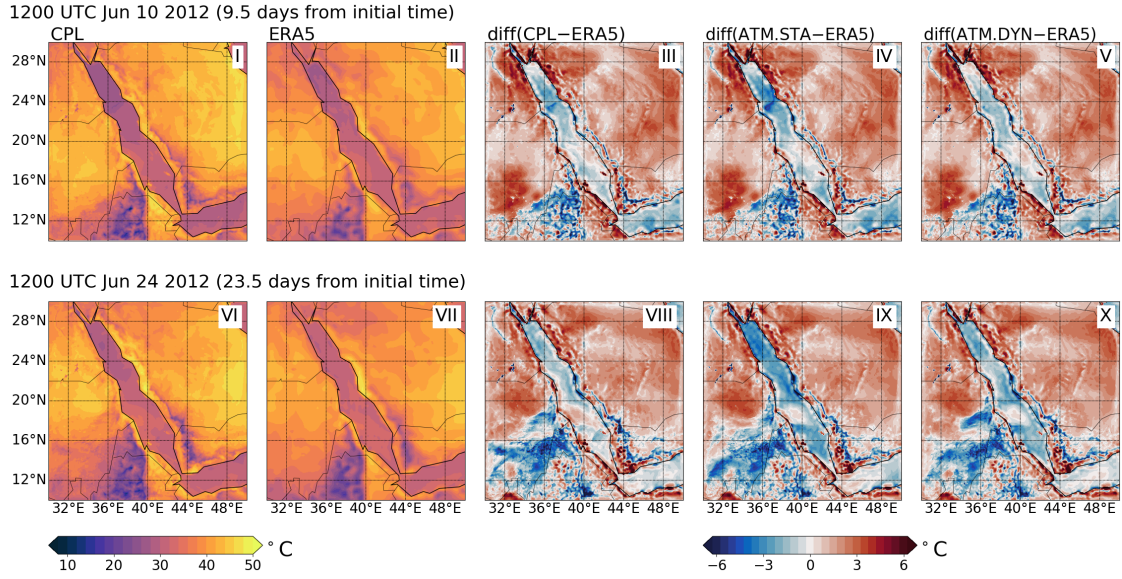 1200 UTC Jun 10 2012 (9.5 days from initial time)
CPL ERA5 diff(CPL−ERA5) diff(ATM.STA−ERA5) diff(ATM.DYN−ERA5)
I II III IV V
28°N
24°N
20°N
16°N
12°N
1200 UTC Jun 24 2012 (23.5 days from initial time)
VI VII VIII IX X
28°N
24°N
20°N
16°N
12°N
32°E 36°E 40°E 44°E 48°E 32°E 36°E 40°E 44°E 48°E 32°E 36°E 40°E 44°E 48°E 32°E 36°E 40°E 44°E 48°E 32°E 36°E 40°E 44°E 48°E
10 20 30 40 50 °C −6 −3 0 3 6 °C